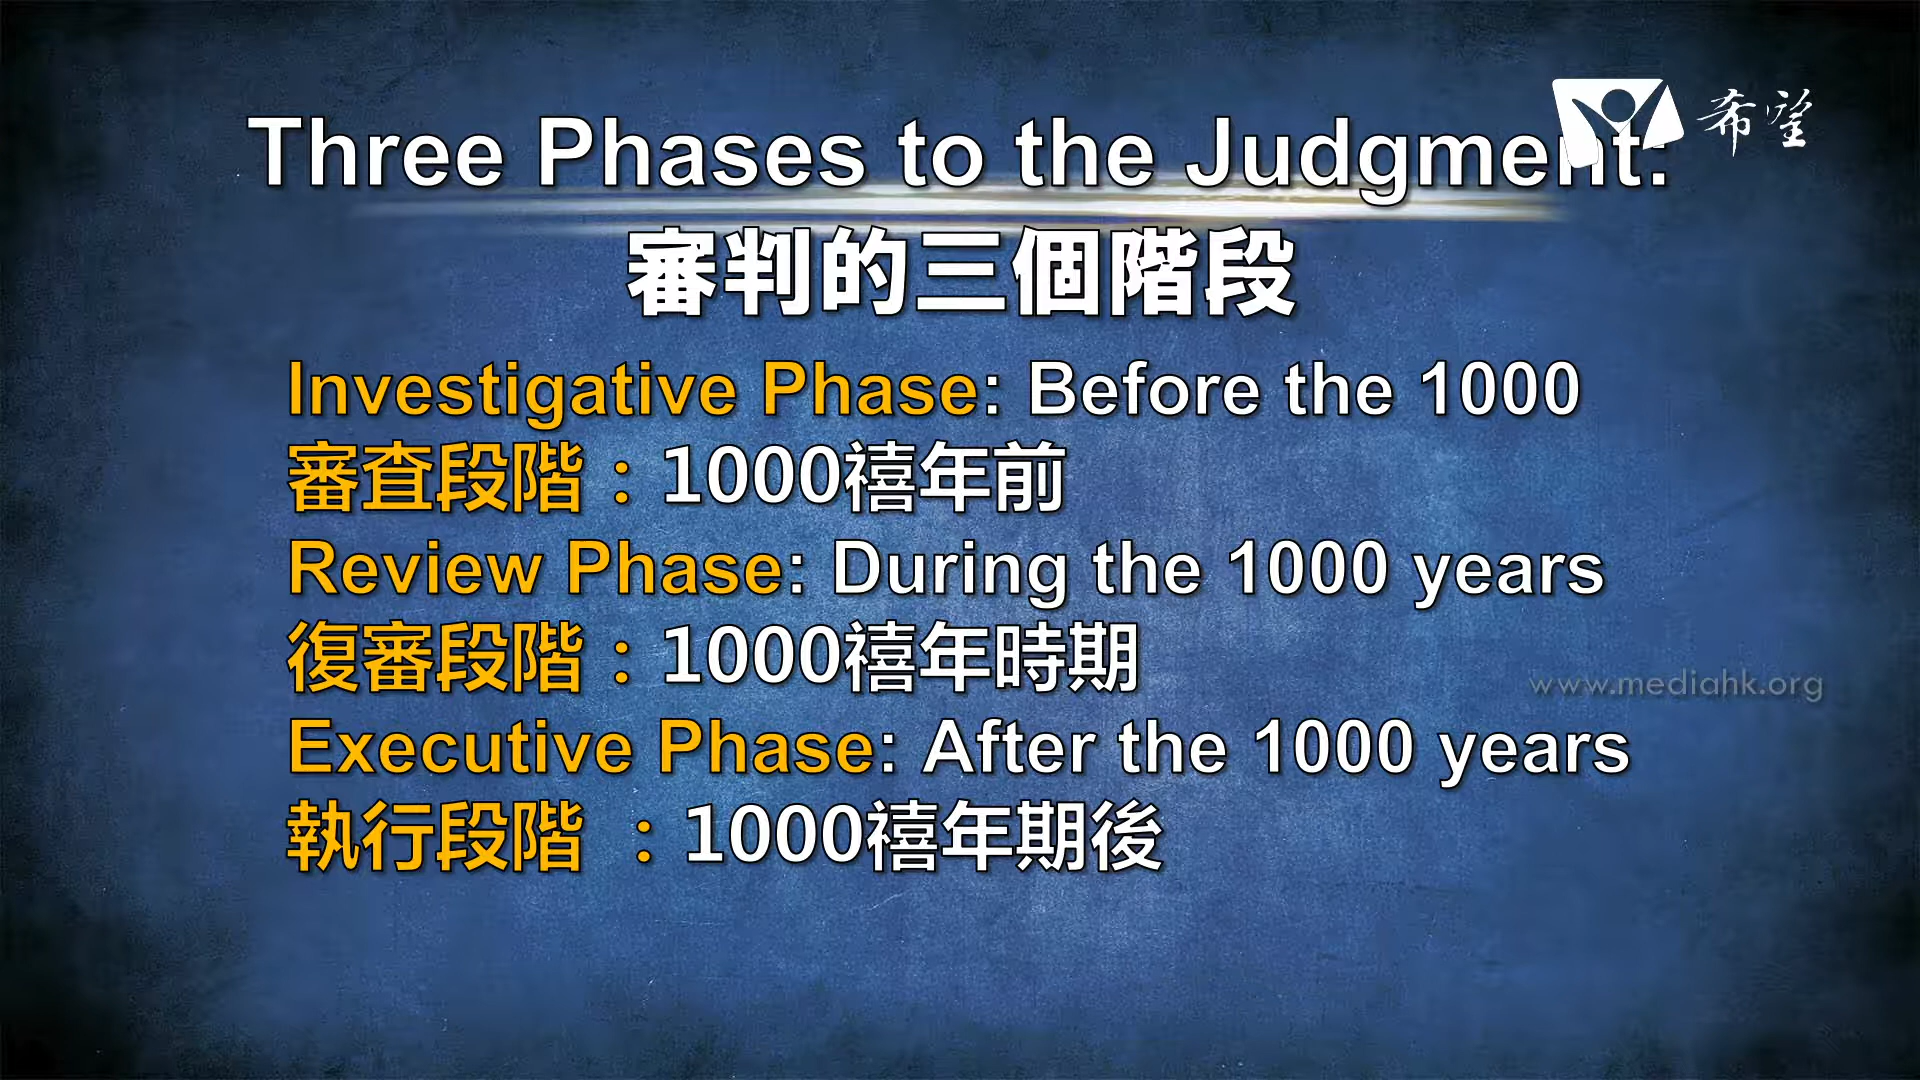 希望
Three Phases to the Judgment:
審判的三個階段
Investigative Phase: Before the 1000
審查段階：1000禧年前
Review Phase: During the 1000 years
復審段階：1000禧年時期
www.mediahk.org
Executive Phase: After the 1000 years
執行段階 ：1000禧年期後